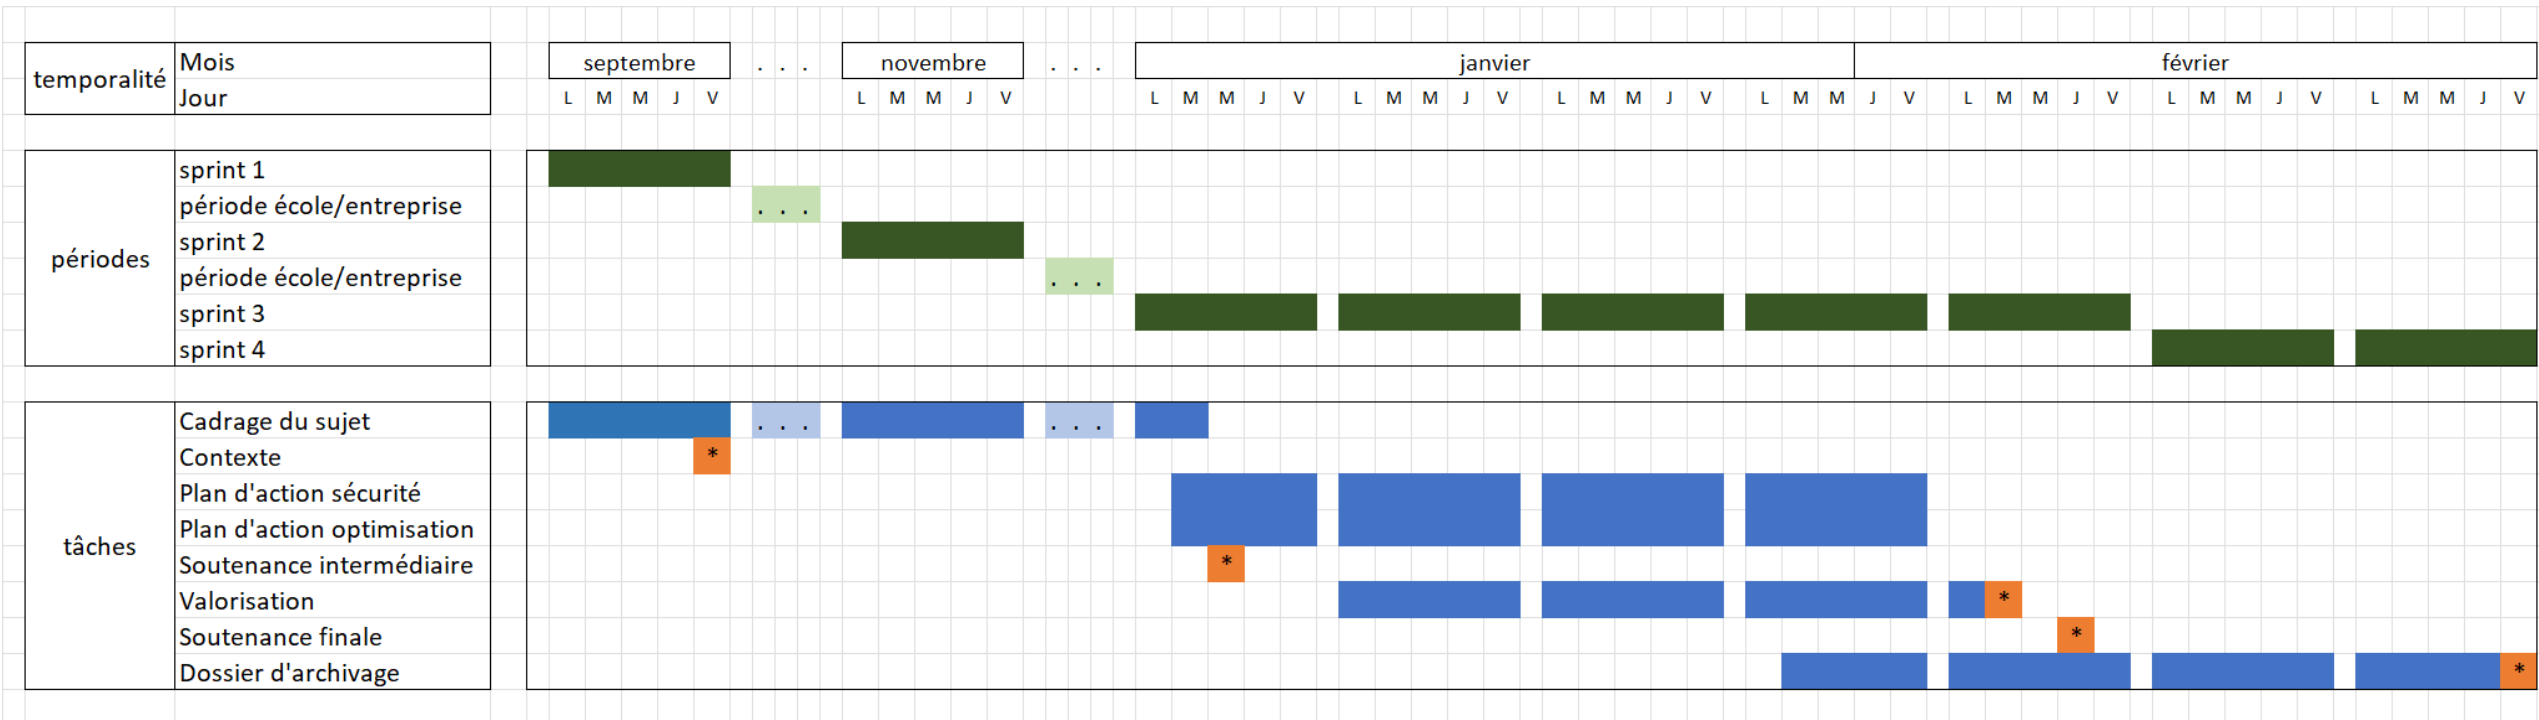 temporalité Mois septembre . . . novembre . . . janvier février
Jour L M M J V L M M J V L M M J V L M M J V L M M J V L M M J V L M M J V L M M J V L M M J V
périodes
sprint 1
période école/entreprise . . .
sprint 2
période école/entreprise . . .
sprint 3
sprint 4
tâches
Cadrage du sujet . . . . . .
Contexte *
Plan d'action sécurité
Plan d'action optimisation
Soutenance intermédiaire *
Valorisation *
Soutenance finale *
Dossier d'archivage *